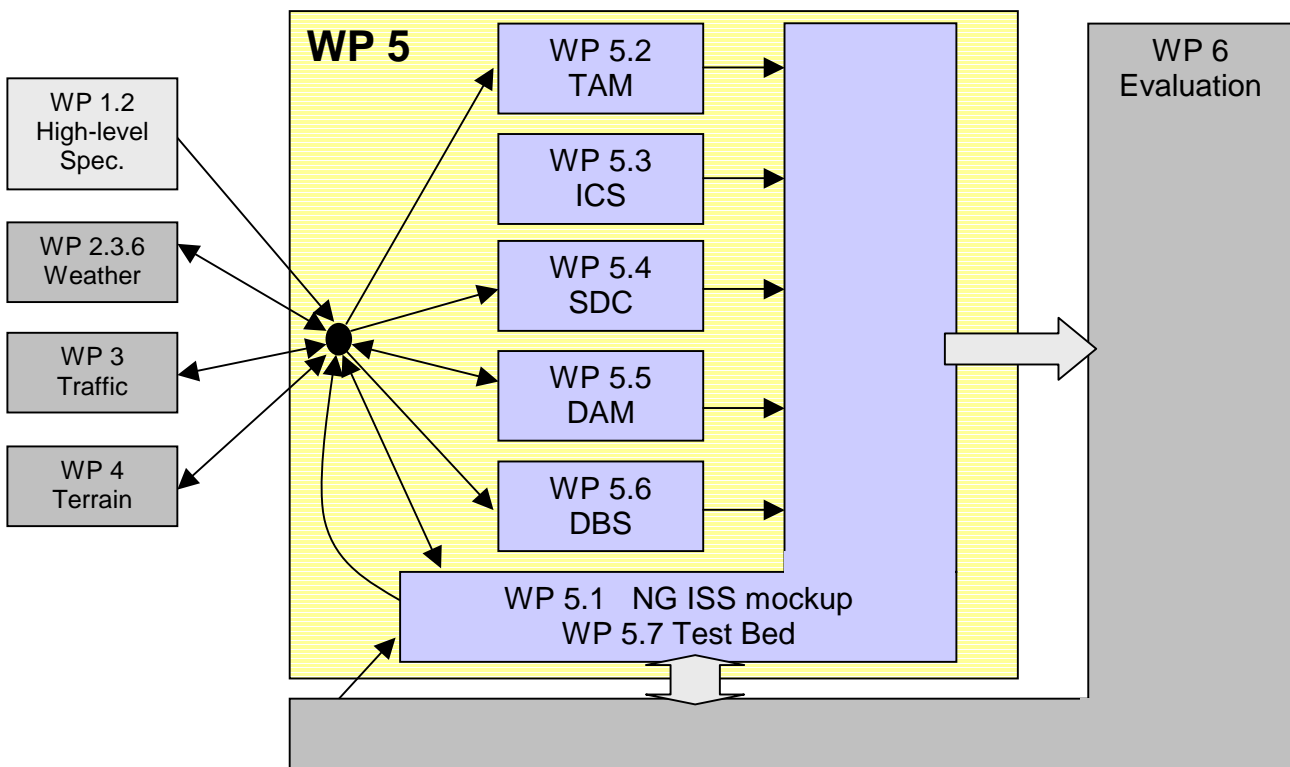 WP 5
WP 1.2
High-level
Spec.
WP 2.3.6
Weather
WP 3
Traffic
WP 4
Terrain
WP 5.2
TAM
WP 5.3
ICS
WP 5.4
SDC
WP 5.5
DAM
WP 5.6
DBS
WP 5.1 NG ISS mockup
WP 5.7 Test Bed
WP 6
Evaluation